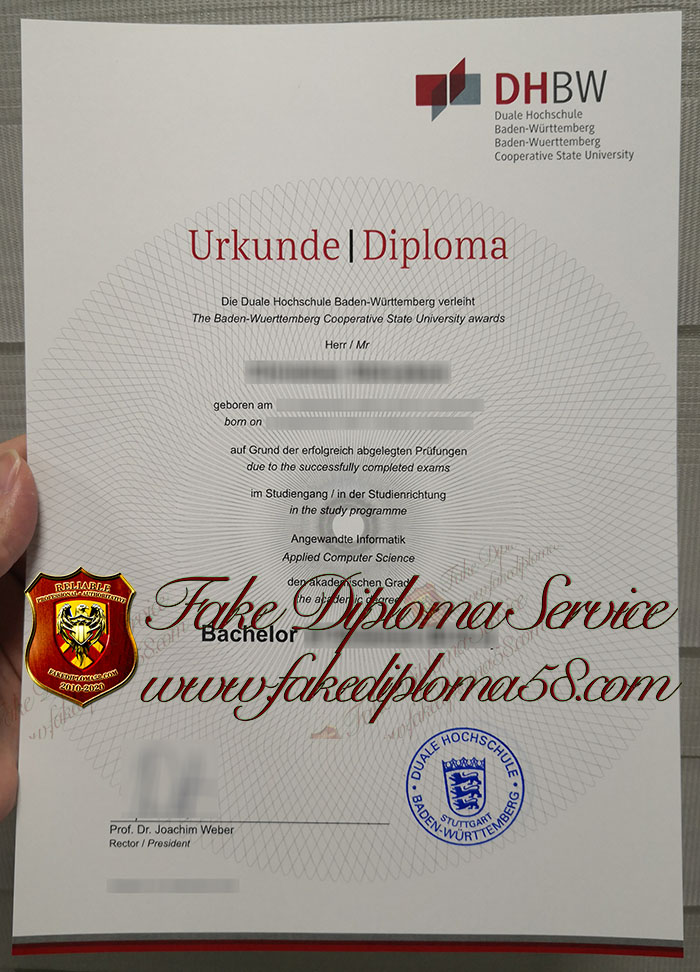 DHBW
Duale Hochschule
Baden-Württemberg
Baden-Wuerttemberg
Cooperative State University
Urkunde | Diploma
Die Duale Hochschule Baden-Württemberg verleiht
The Baden-Wuerttemberg Cooperative State University awards
Herr / Mr
geboren am
born on
auf Grund der erfolgreich abgelegten Prüfungen
due to the successfully completed exams
im Studiengang / in der Studienrichtung
in the study programme
Angewandte Informatik
Applied Computer Science
den akademischen Grad
the academic degree
Bachelor
RELIABLE
PROFESSIONAL • AUTHORITATIVE
FAKEDIPLOMA58.COM
2010-2020
Fake Diploma Service
www.fakediploma58.com
DUALE HOCHSCHULE
BADEN-WÜRTTEMBERG
STUTTGART
Prof. Dr. Joachim Weber
Rector / President